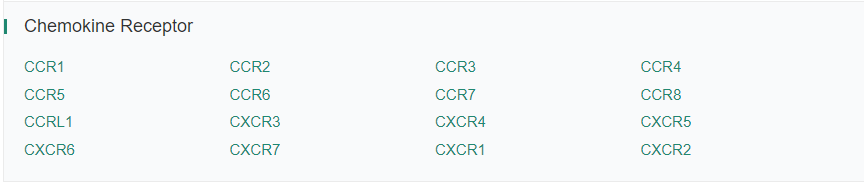 Chemokine Receptor
CCR1 CCR2 CCR3 CCR4
CCR5 CCR6 CCR7 CCR8
CCRL1 CXCR3 CXCR4 CXCR5
CXCR6 CXCR7 CXCR1 CXCR2